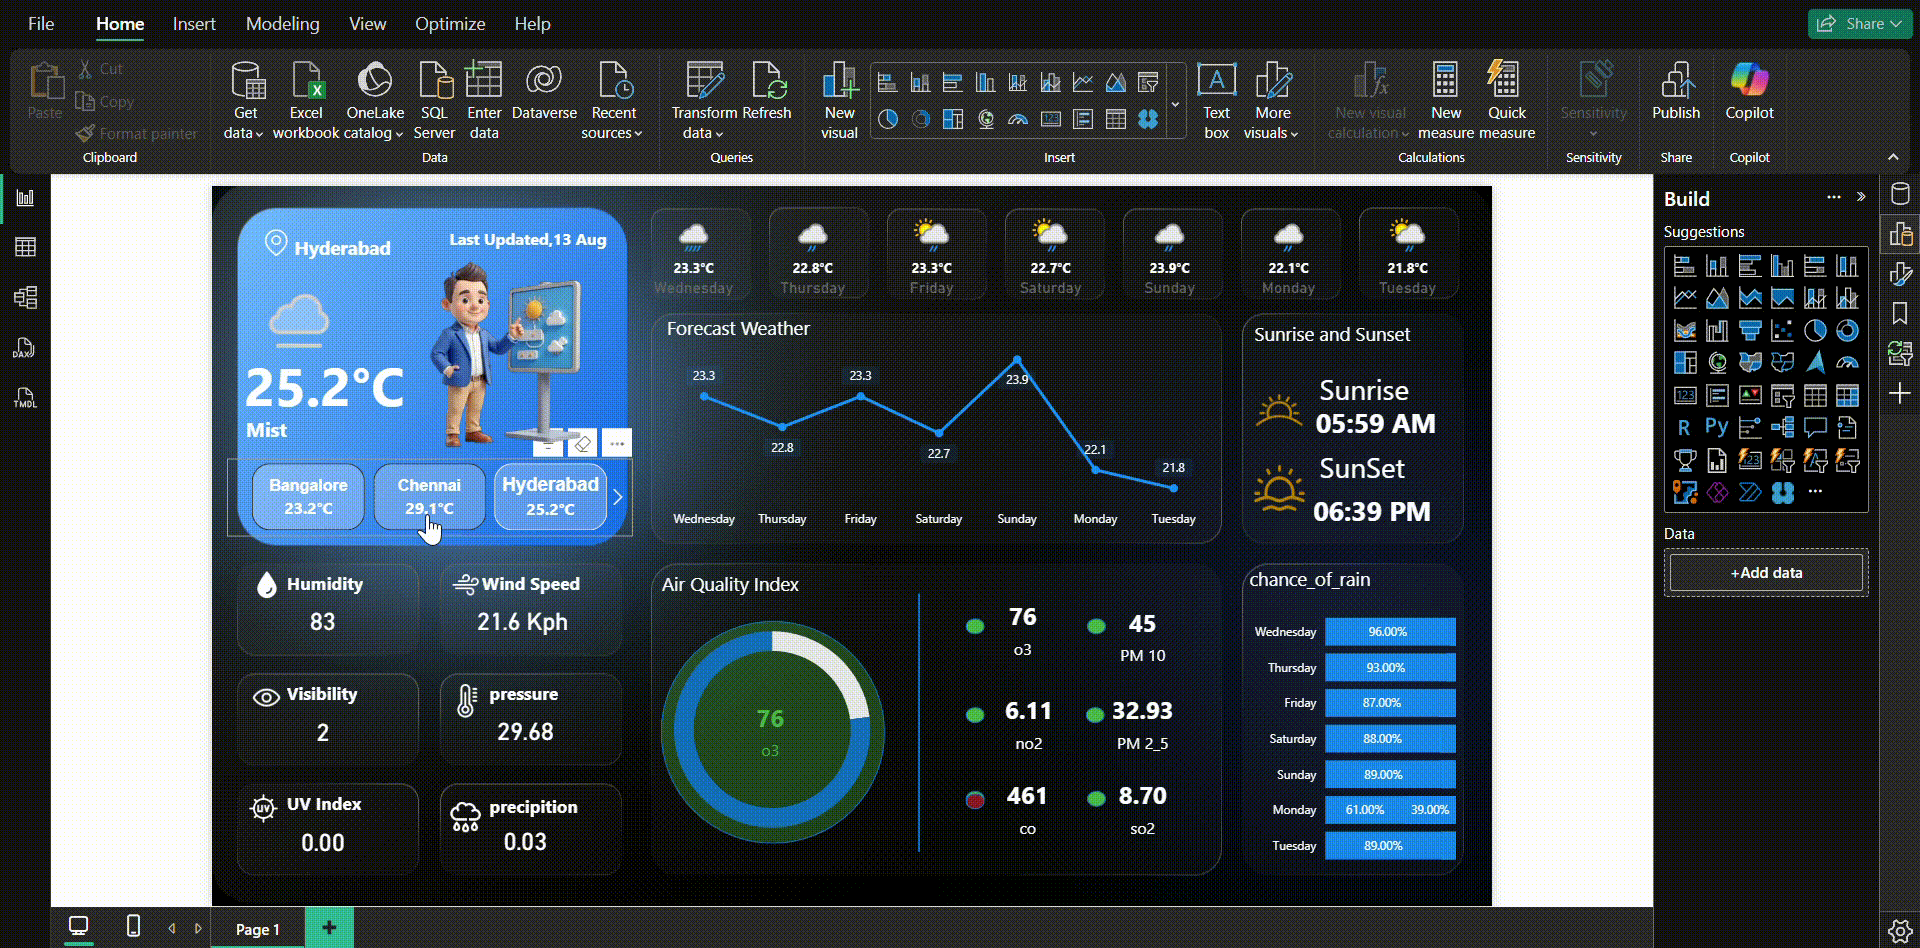 File Home Insert Modeling View Optimize Help
Share
Paste
Cut
Copy
Format painter
Clipboard
Get data
Excel workbook
OneLake catalog
SQL Server
Enter data
Dataverse
Recent sources
Data
Transform data
Refresh
Queries
New visual
Text box
More visuals
Insert
New visual calculation
New measure
Quick measure
Calculations
Sensitivity
Sensitivity
Publish
Share
Copilot
Copilot
Hyderabad
Last Updated,13 Aug
25.2°C
Mist
Bangalore
23.2°C
Chennai
29.1°C
Hyderabad
25.2°C
23.3°C
Wednesday
22.8°C
Thursday
23.3°C
Friday
22.7°C
Saturday
23.9°C
Sunday
22.1°C
Monday
21.8°C
Tuesday
Forecast Weather
23.3
22.8
23.3
22.7
23.9
22.1
21.8
Wednesday Thursday Friday Saturday Sunday Monday Tuesday
Sunrise and Sunset
Sunrise
05:59 AM
SunSet
06:39 PM
Humidity
83
Wind Speed
21.6 Kph
Visibility
2
pressure
29.68
UV
UV Index
0.00
precipition
0.03
Air Quality Index
76
o3
76
o3
45
PM 10
6.11
no2
32.93
PM 2_5
461
co
8.70
so2
chance_of_rain
Wednesday 96.00%
Thursday 93.00%
Friday 87.00%
Saturday 88.00%
Sunday 89.00%
Monday 61.00% 39.00%
Tuesday 89.00%
Build
Suggestions
123
R Py
123
Data
+Add data
DAX
TMDL
Page 1